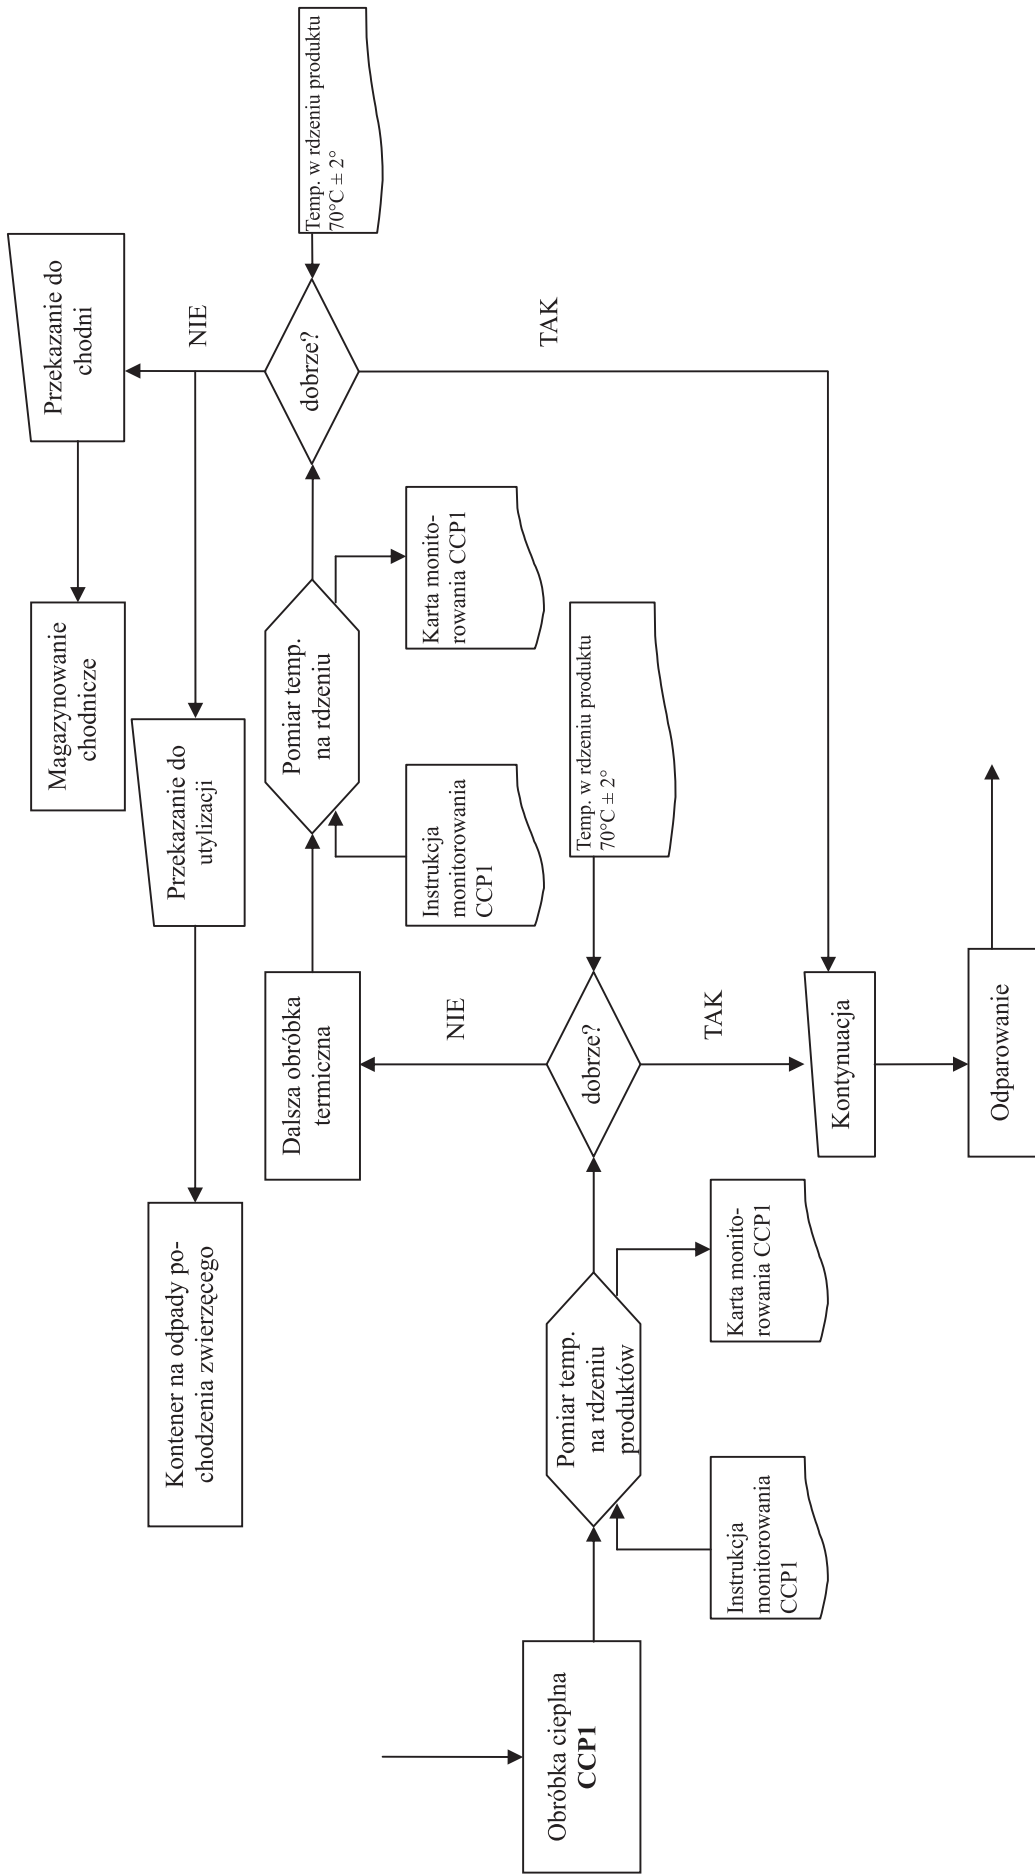 Obróbka cieplna
CCP1
Pomiar temp.
na rdzeniu
produktów
Instrukcja
monitorowania
CCP1
Karta monito-
rowania CCP1
dobrze?
Temp. w rdzeniu produktu
70°C ± 2°
NIE
TAK
Kontynuacja
Odparowanie
Dalsza obróbka
termiczna
Pomiar temp.
na rdzeniu
Instrukcja
monitorowania
CCP1
Karta monito-
rowania CCP1
dobrze?
Temp. w rdzeniu produktu
70°C ± 2°
NIE
TAK
Przekazanie do
chodni
Magazynowanie
chodnicze
Przekazanie do
utylizacji
Kontener na odpady po-
chodzenia zwierzęcego